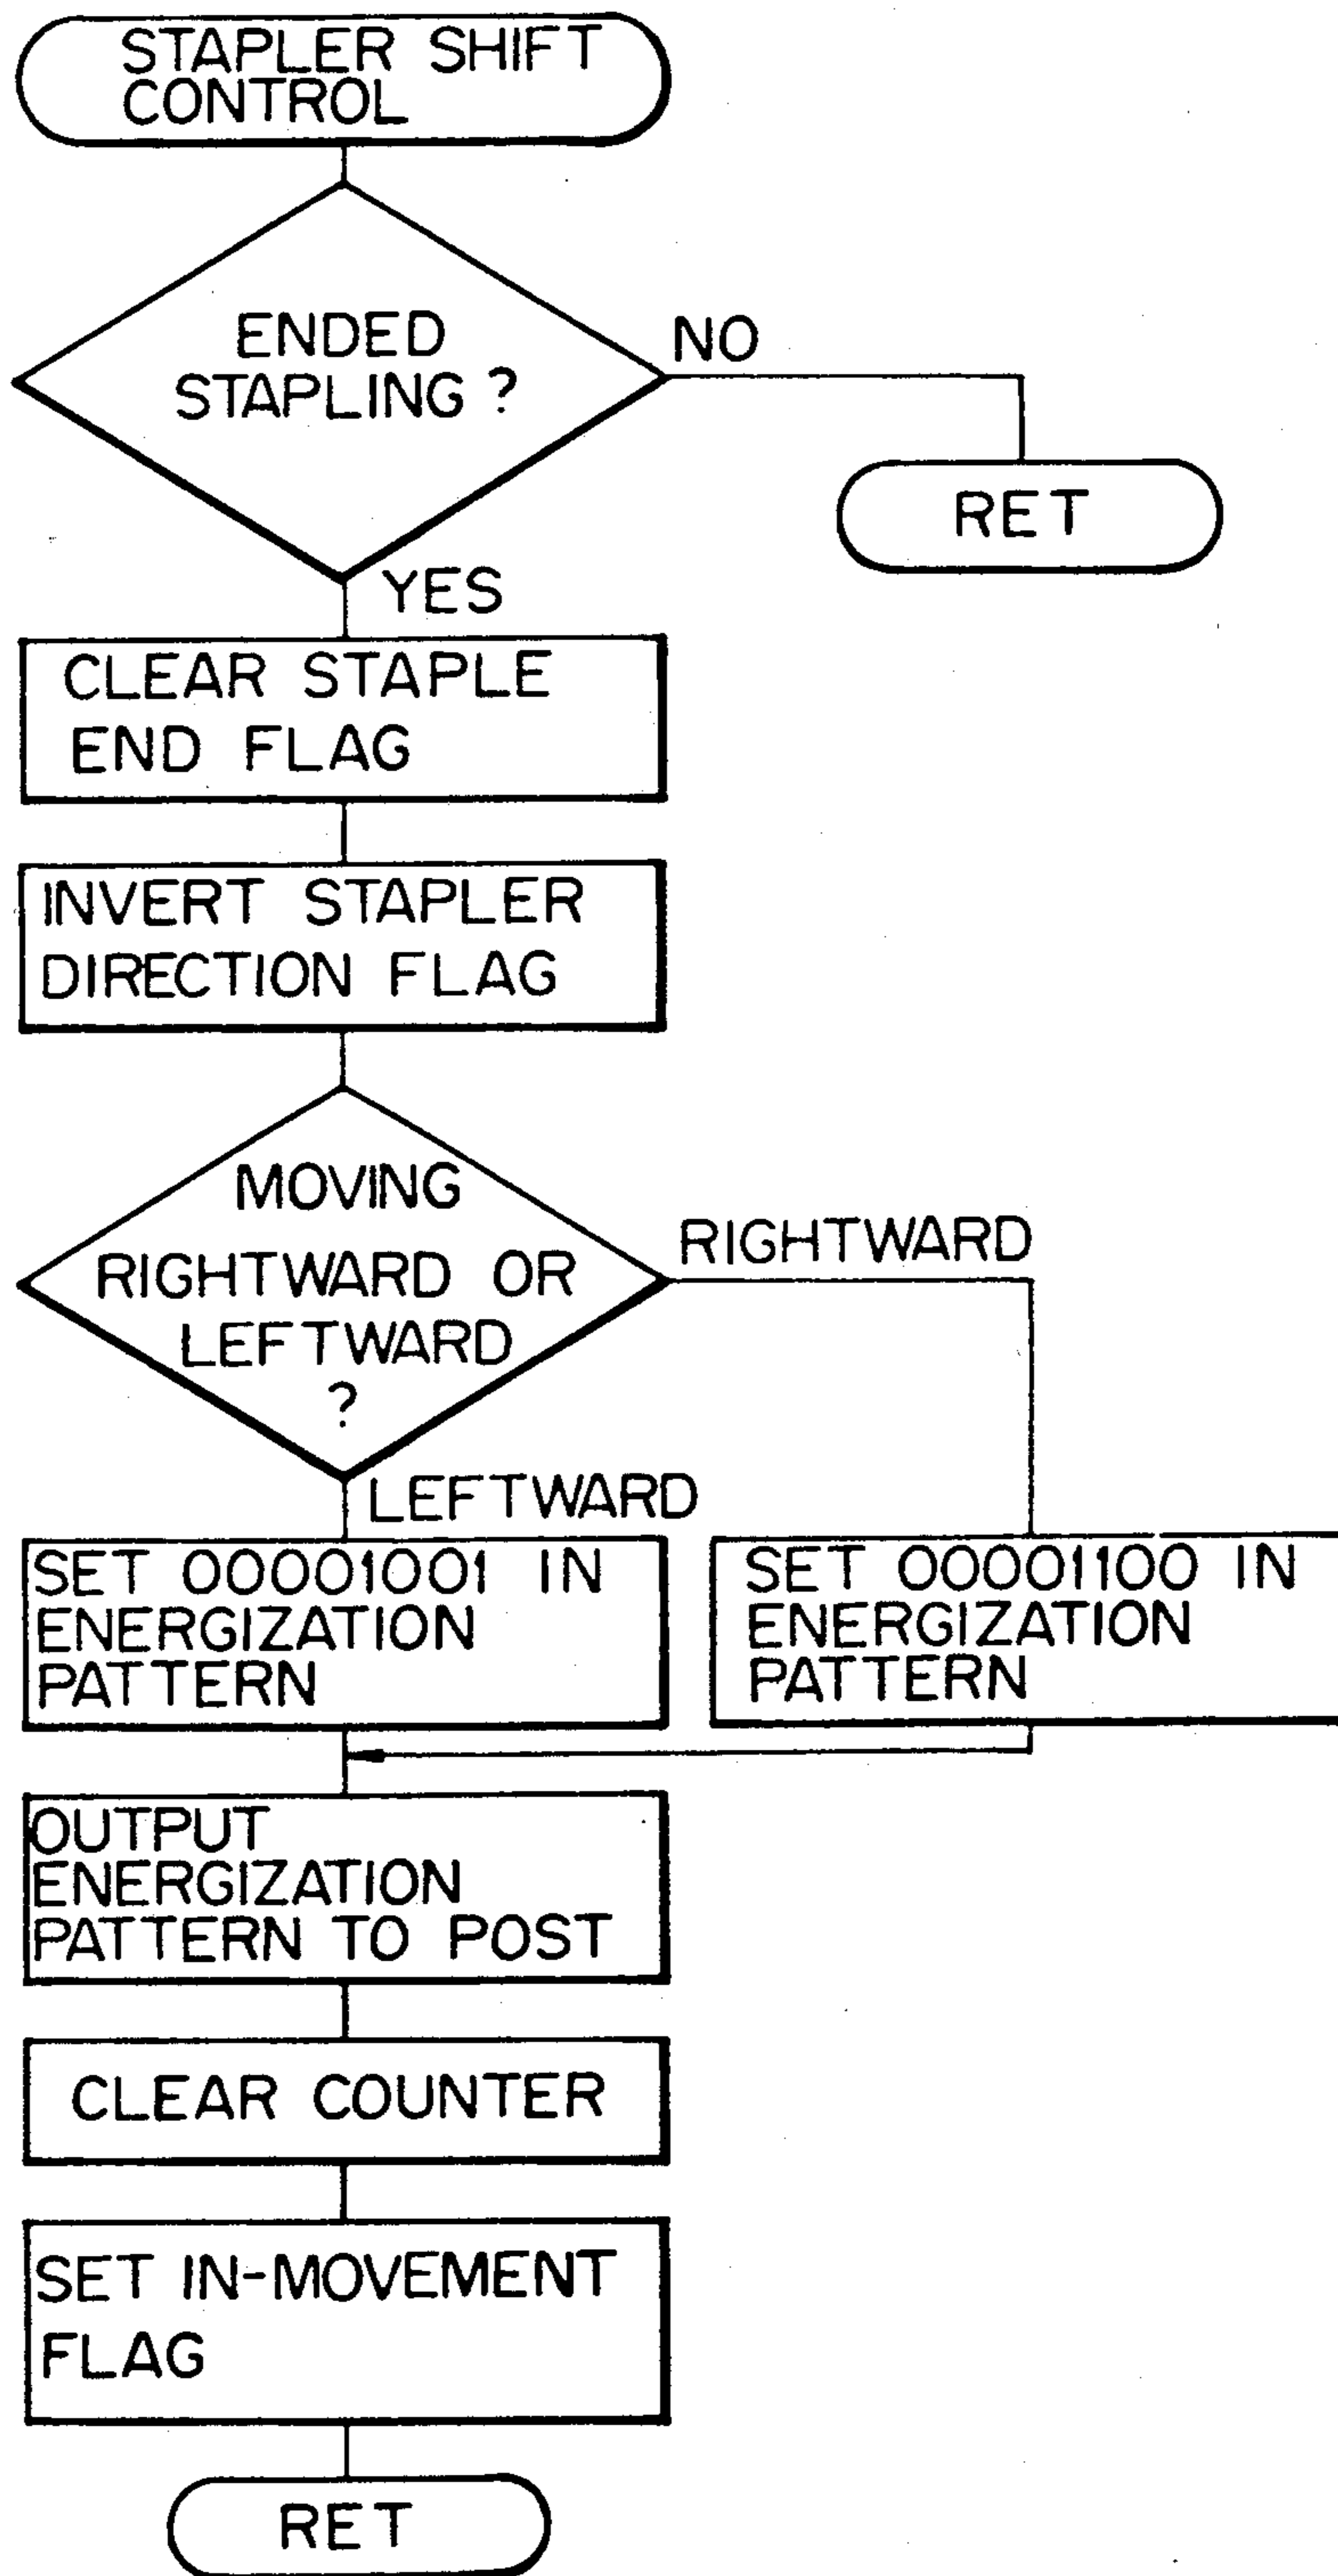 STAPLER SHIFT
CONTROL
ENDED
STAPLING ?
NO
RET
YES
CLEAR STAPLE
END FLAG
INVERT STAPLER
DIRECTION FLAG
MOVING
RIGHTWARD OR
LEFTWARD
?
RIGHTWARD
LEFTWARD
SET 00001001 IN
ENERGIZATION
PATTERN
SET 00001100 IN
ENERGIZATION
PATTERN
OUTPUT
ENERGIZATION
PATTERN TO POST
CLEAR COUNTER
SET IN-MOVEMENT
FLAG
RET